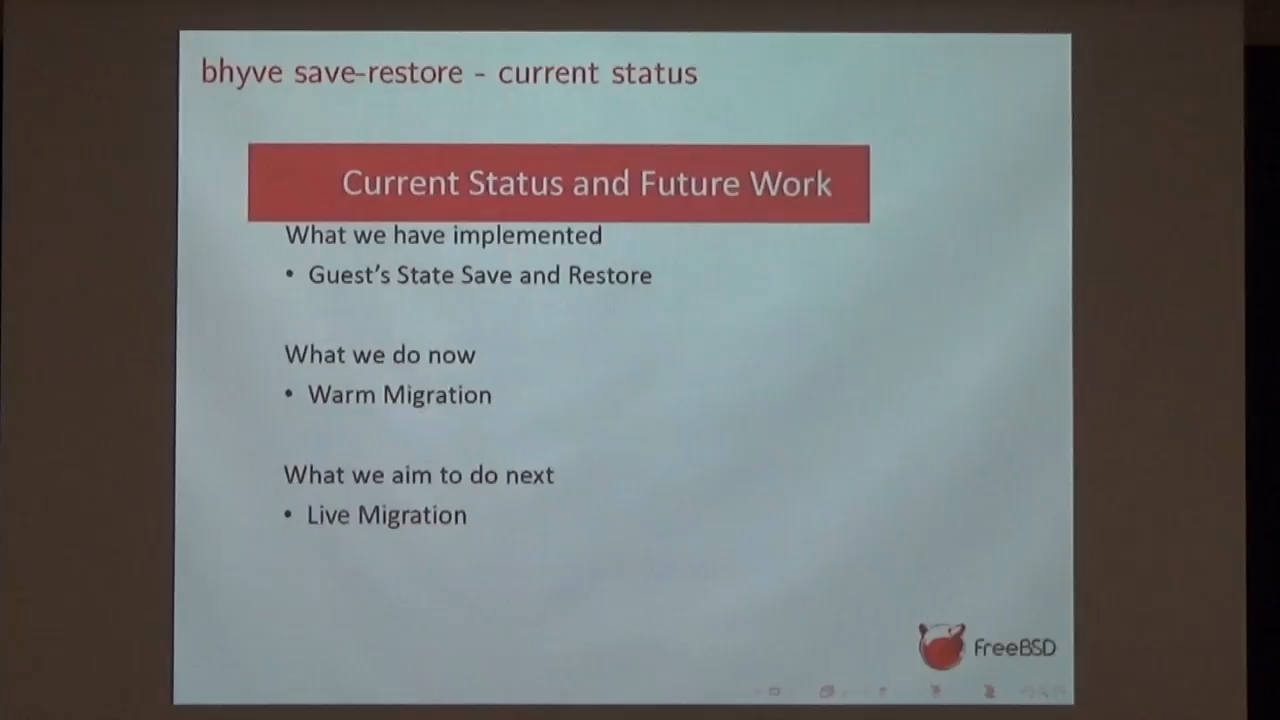 bhyve save-restore - current status
Current Status and Future Work
What we have implemented
• Guest's State Save and Restore
What we do now
• Warm Migration
What we aim to do next
• Live Migration
FreeBSD